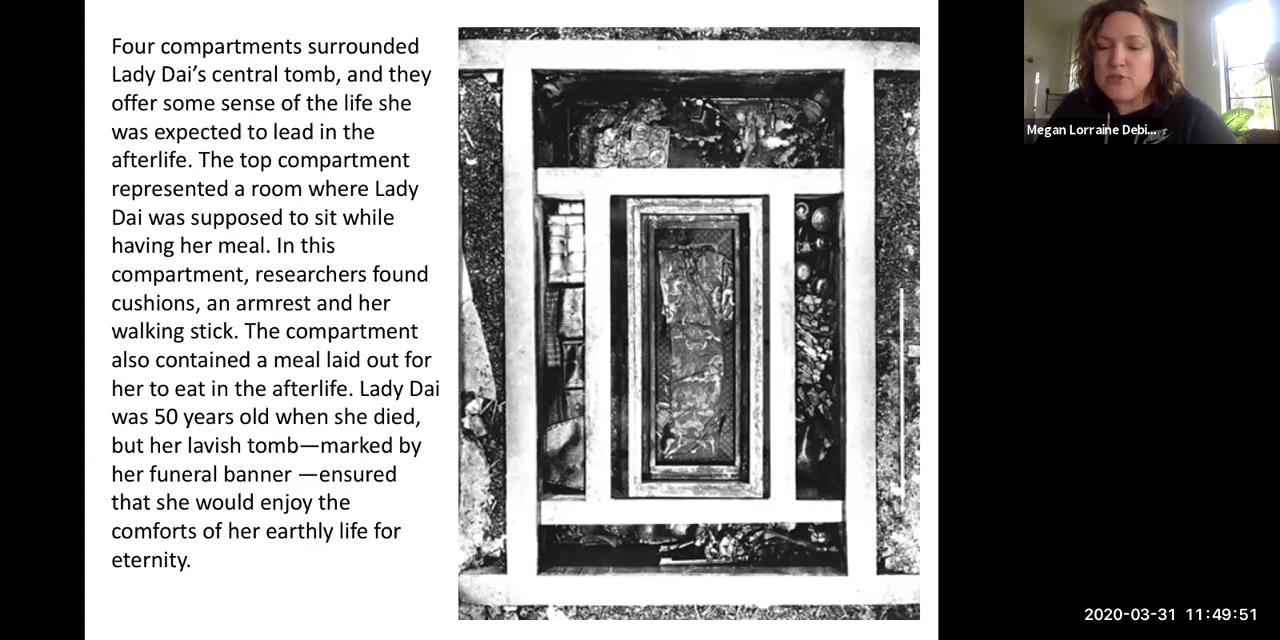 Four compartments surrounded
Lady Dai’s central tomb, and they
offer some sense of the life she
was expected to lead in the
afterlife. The top compartment
represented a room where Lady
Dai was supposed to sit while
having her meal. In this
compartment, researchers found
cushions, an armrest and her
walking stick. The compartment
also contained a meal laid out for
her to eat in the afterlife. Lady Dai
was 50 years old when she died,
but her lavish tomb—marked by
her funeral banner —ensured
that she would enjoy the
comforts of her earthly life for
eternity.
Megan Lorraine Debi...
2020-03-31 11:49:51